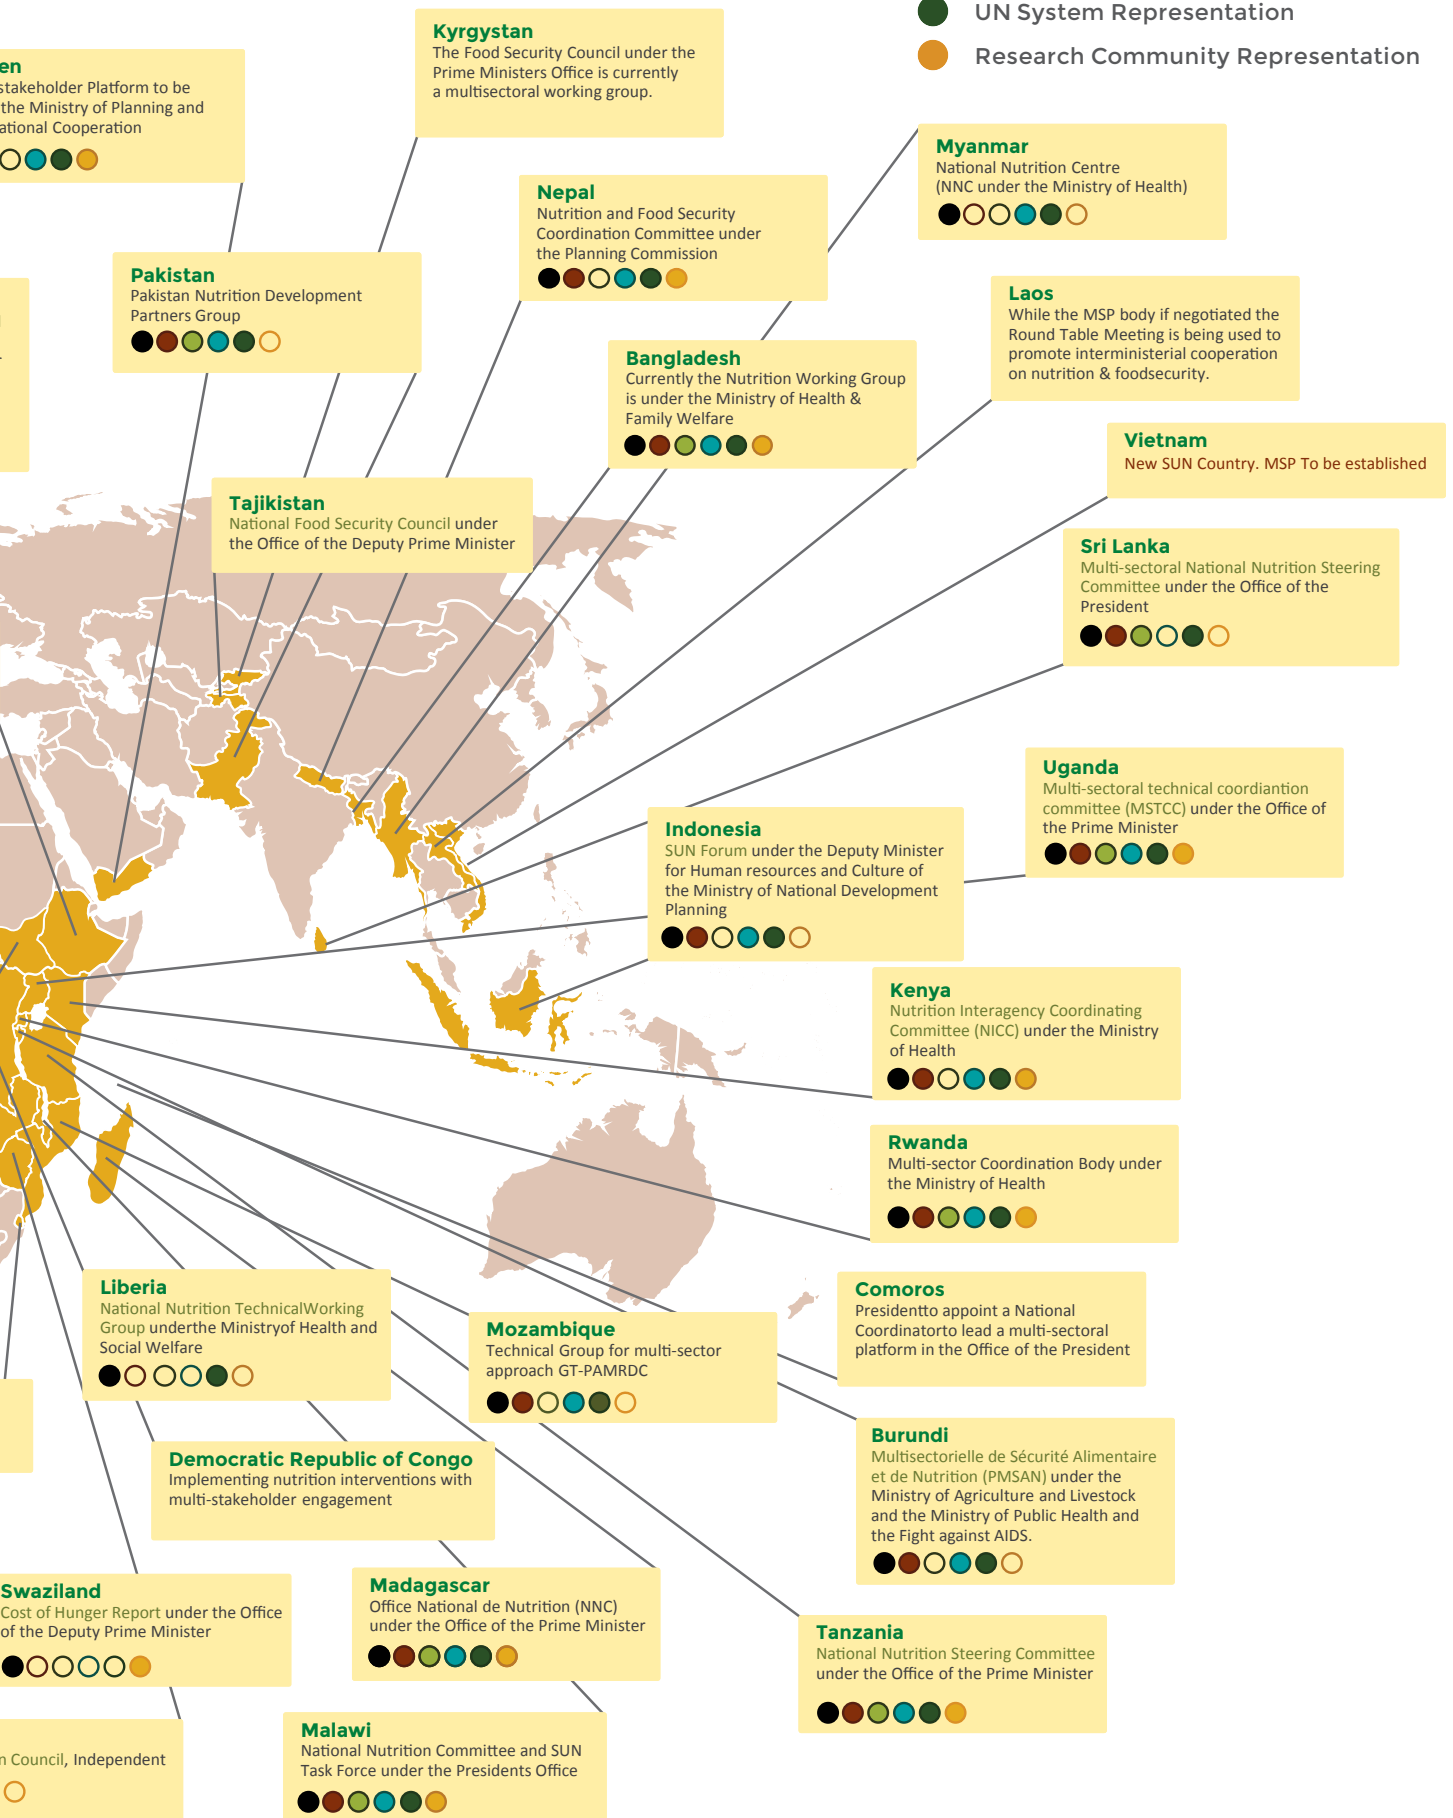 UN System Representation
Research Community Representation
Kyrgystan
The Food Security Council under the
Prime Ministers Office is currently
a multisectoral working group.
en
stakeholder Platform to be
the Ministry of Planning and
ational Cooperation
Myanmar
National Nutrition Centre
(NNC under the Ministry of Health)
Nepal
Nutrition and Food Security
Coordination Committee under
the Planning Commission
Pakistan
Pakistan Nutrition Development
Partners Group
Laos
While the MSP body if negotiated the
Round Table Meeting is being used to
promote interministerial cooperation
on nutrition & foodsecurity.
Bangladesh
Currently the Nutrition Working Group
is under the Ministry of Health &
Family Welfare
Vietnam
New SUN Country. MSP To be established
Tajikistan
National Food Security Council under
the Office of the Deputy Prime Minister
Sri Lanka
Multi-sectoral National Nutrition Steering
Committee under the Office of the
President
Uganda
Multi-sectoral technical coordiantion
committee (MSTCC) under the Office of
the Prime Minister
Indonesia
SUN Forum under the Deputy Minister
for Human resources and Culture of
the Ministry of National Development
Planning
Kenya
Nutrition Interagency Coordinating
Committee (NICC) under the Ministry
of Health
Rwanda
Multi-sector Coordination Body under
the Ministry of Health
Liberia
National Nutrition TechnicalWorking
Group underthe Ministryof Health and
Social Welfare
Comoros
Presidentto appoint a National
Coordinatorto lead a multi-sectoral
platform in the Office of the President
Mozambique
Technical Group for multi-sector
approach GT-PAMRDC
Burundi
Multisectorielle de Sécurité Alimentaire
et de Nutrition (PMSAN) under the
Ministry of Agriculture and Livestock
and the Ministry of Public Health and
the Fight against AIDS.
Democratic Republic of Congo
Implementing nutrition interventions with
multi-stakeholder engagement
Swaziland
Cost of Hunger Report under the Office
of the Deputy Prime Minister
Madagascar
Office National de Nutrition (NNC)
under the Office of the Prime Minister
Tanzania
National Nutrition Steering Committee
under the Office of the Prime Minister
Malawi
National Nutrition Committee and SUN
Task Force under the Presidents Office
n Council, Independent